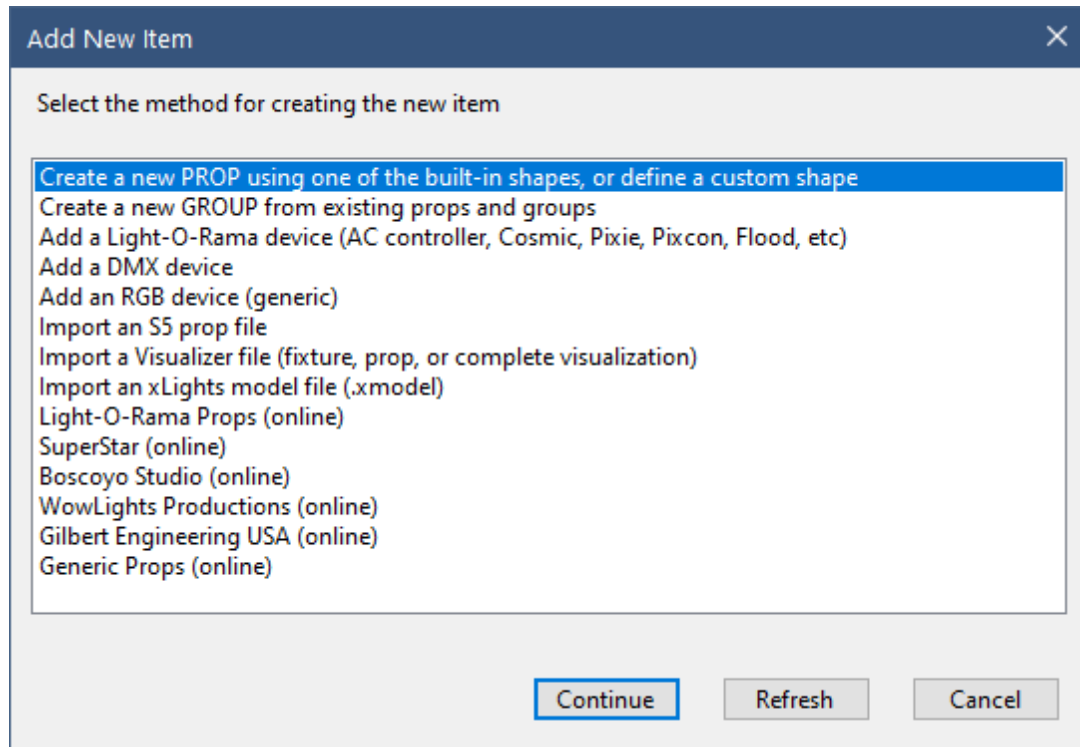 Add New Item
Select the method for creating the new item
Create a new PROP using one of the built-in shapes, or define a custom shape
Create a new GROUP from existing props and groups
Add a Light-O-Rama device (AC controller, Cosmic, Pixie, Pixcon, Flood, etc)
Add a DMX device
Add an RGB device (generic)
Import an S5 prop file
Import a Visualizer file (fixture, prop, or complete visualization)
Import an xLights model file (.xmodel)
Light-O-Rama Props (online)
SuperStar (online)
Boscoyo Studio (online)
WowLights Productions (online)
Gilbert Engineering USA (online)
Generic Props (online)
Continue Refresh Cancel